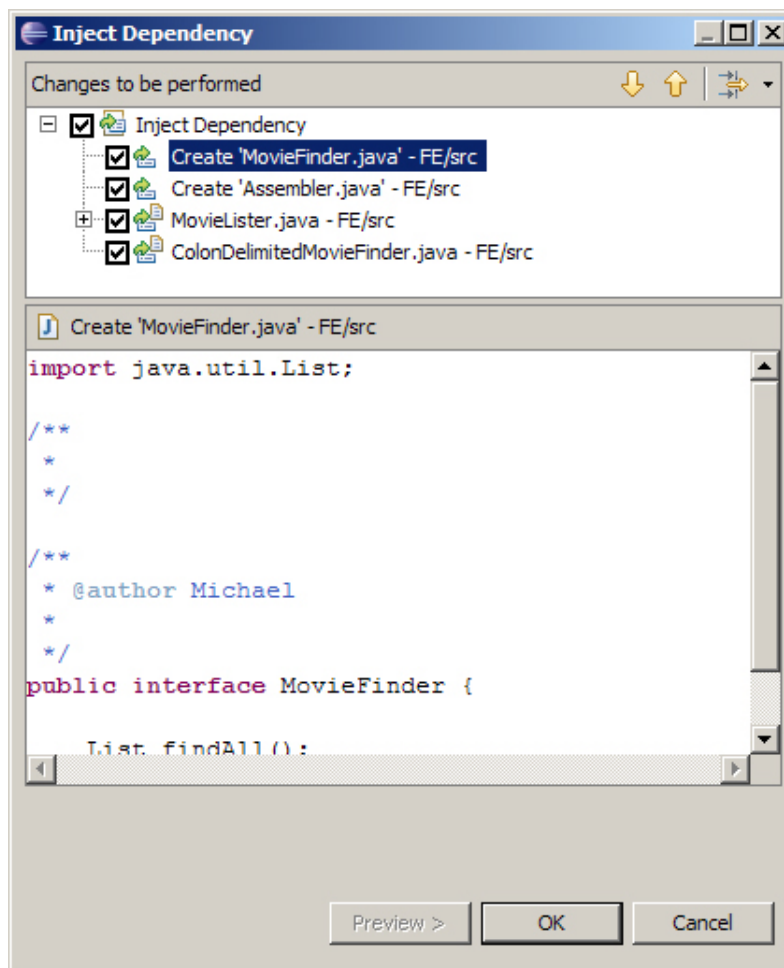 Inject Dependency
Changes to be performed
Inject Dependency
Create 'MovieFinder.java' - FE/src
Create 'Assembler.java' - FE/src
MovieLister.java - FE/src
ColonDelimitedMovieFinder.java - FE/src
Create 'MovieFinder.java' - FE/src
import java.util.List;
/**
 *
 */
/**
 * @author Michael
 *
 */
public interface MovieFinder {
    List findAll();
Preview >
OK
Cancel